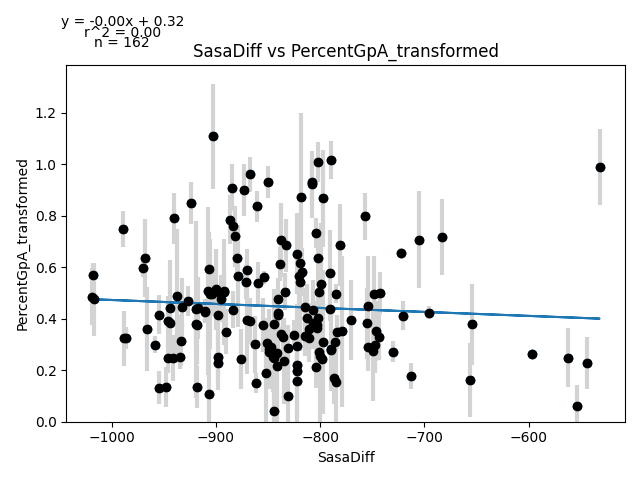 y = -0.00x + 0.32
r^2 = 0.00
n = 162
SasaDiff vs PercentGpA_transformed
1.2
1.0
0.8
0.6
0.4
0.2
0.0
PercentGpA_transformed
−1000 −900 −800 −700 −600
SasaDiff